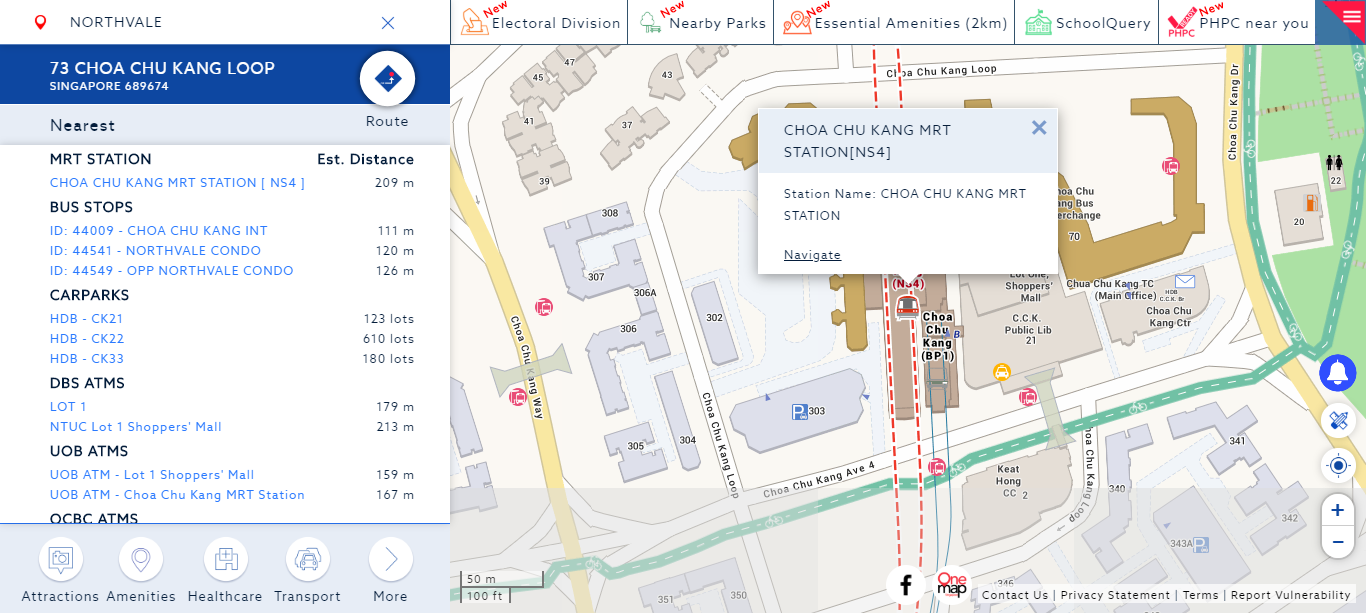 NORTHVALE
New
Electoral Division
New
Nearby Parks
New
Essential Amenities (2km)
SchoolQuery
New
READY
PHPC
PHPC near you
73 CHOA CHU KANG LOOP
SINGAPORE 689674
Nearest
Route
MRT STATION Est. Distance
CHOA CHU KANG MRT STATION [ NS4 ] 209 m
BUS STOPS
ID: 44009 - CHOA CHU KANG INT 111 m
ID: 44541 - NORTHVALE CONDO 120 m
ID: 44549 - OPP NORTHVALE CONDO 126 m
CARPARKS
HDB - CK21 123 lots
HDB - CK22 610 lots
HDB - CK33 180 lots
DBS ATMS
LOT 1 179 m
NTUC Lot 1 Shoppers' Mall 213 m
UOB ATMS
UOB ATM - Lot 1 Shoppers' Mall 159 m
UOB ATM - Choa Chu Kang MRT Station 167 m
OCBC ATMS
Attractions Amenities Healthcare Transport More
Choa Chu Kang Loop
47
45
43
41
37
39
Choa Chu Kang Dr
22
20
CHOA CHU KANG MRT
STATION[NS4]
Station Name: CHOA CHU KANG MRT
STATION
Navigate
70
308
307
306A
306
302
303
P
305
304
Choa Chu Kang Way
Choa Chu Kang Loop
Choa Chu Kang Ave 4
(NS4)
Choa
Chu
Kang
(BP1)
B
Lot One,
Shoppers'
Mall
C.C.K.
Public Lib
21
Chua Chu Kang TC
(Main Office)
HDB
C.C.K. Br
Choa Chu
Kang Ctr
Keat
Hong
CC 2
Choa Chu Kang Loop
340
341
342
343A
P
346
+
−
50 m
100 ft
f
One
map
Contact Us | Privacy Statement | Terms | Report Vulnerability